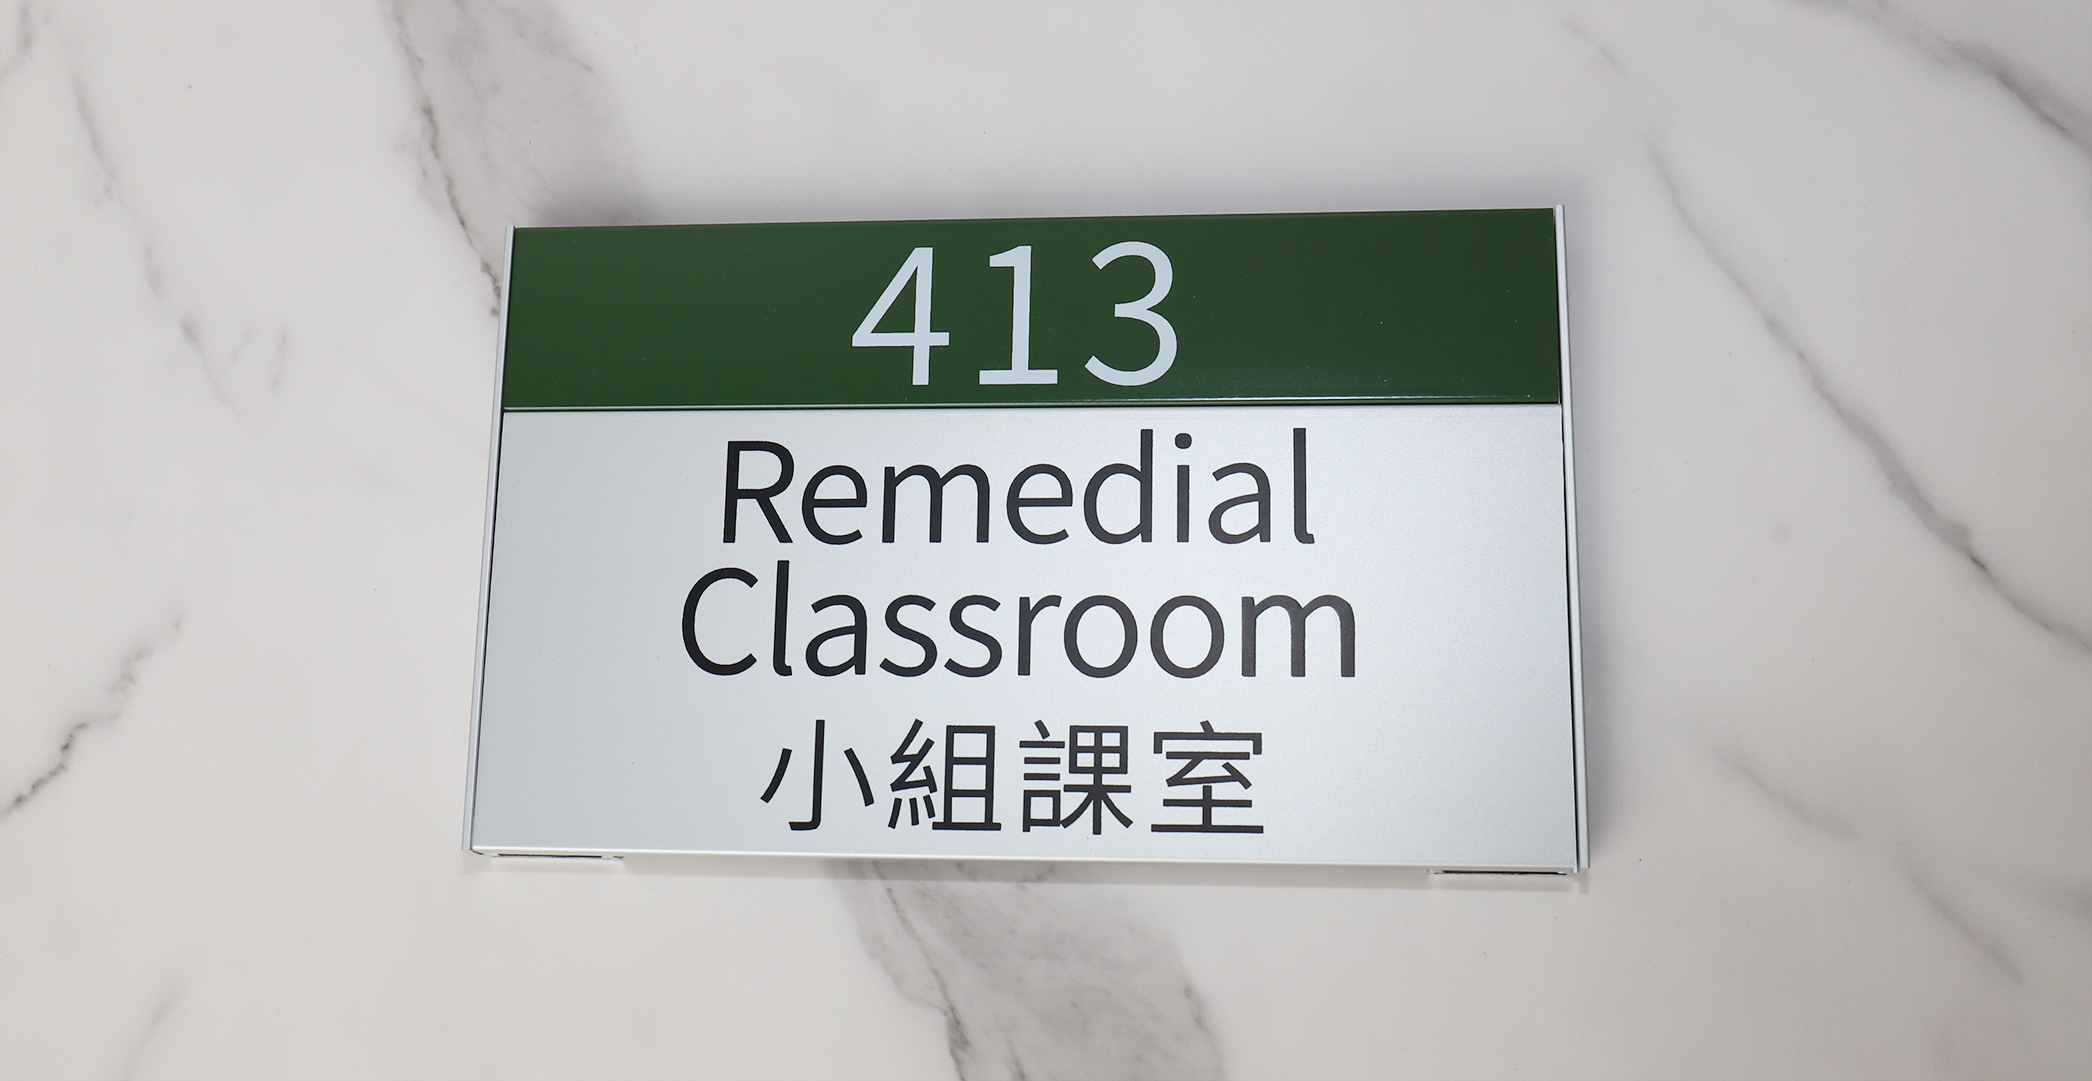 413
Remedial
Classroom
小組課室